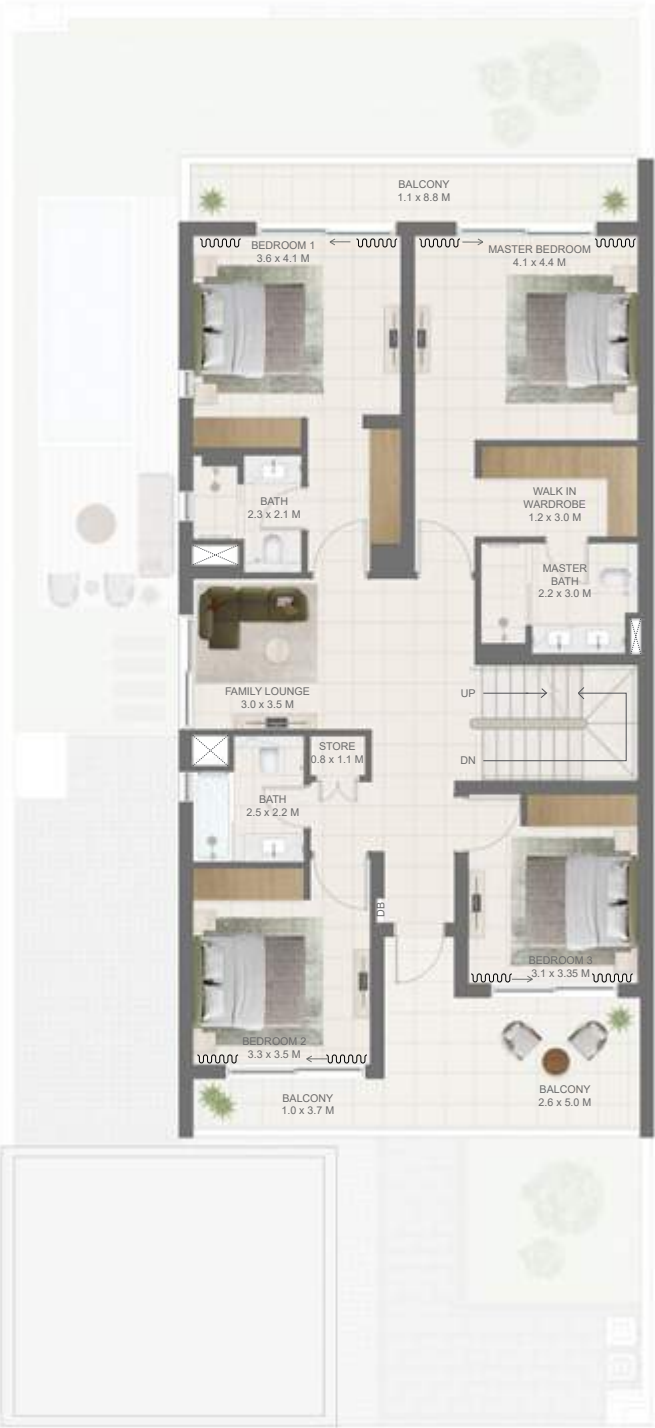 BALCONY
1.1 x 8.8 M
BEDROOM 1
3.6 x 4.1 M
MASTER BEDROOM
4.1 x 4.4 M
BATH
2.3 x 2.1 M
WALK IN
WARDROBE
1.2 x 3.0 M
MASTER
BATH
2.2 x 3.0 M
FAMILY LOUNGE
3.0 x 3.5 M
UP
DN
STORE
0.8 x 1.1 M
BATH
2.5 x 2.2 M
DB
BEDROOM 3
3.1 x 3.35 M
BEDROOM 2
3.3 x 3.5 M
BALCONY
1.0 x 3.7 M
BALCONY
2.6 x 5.0 M